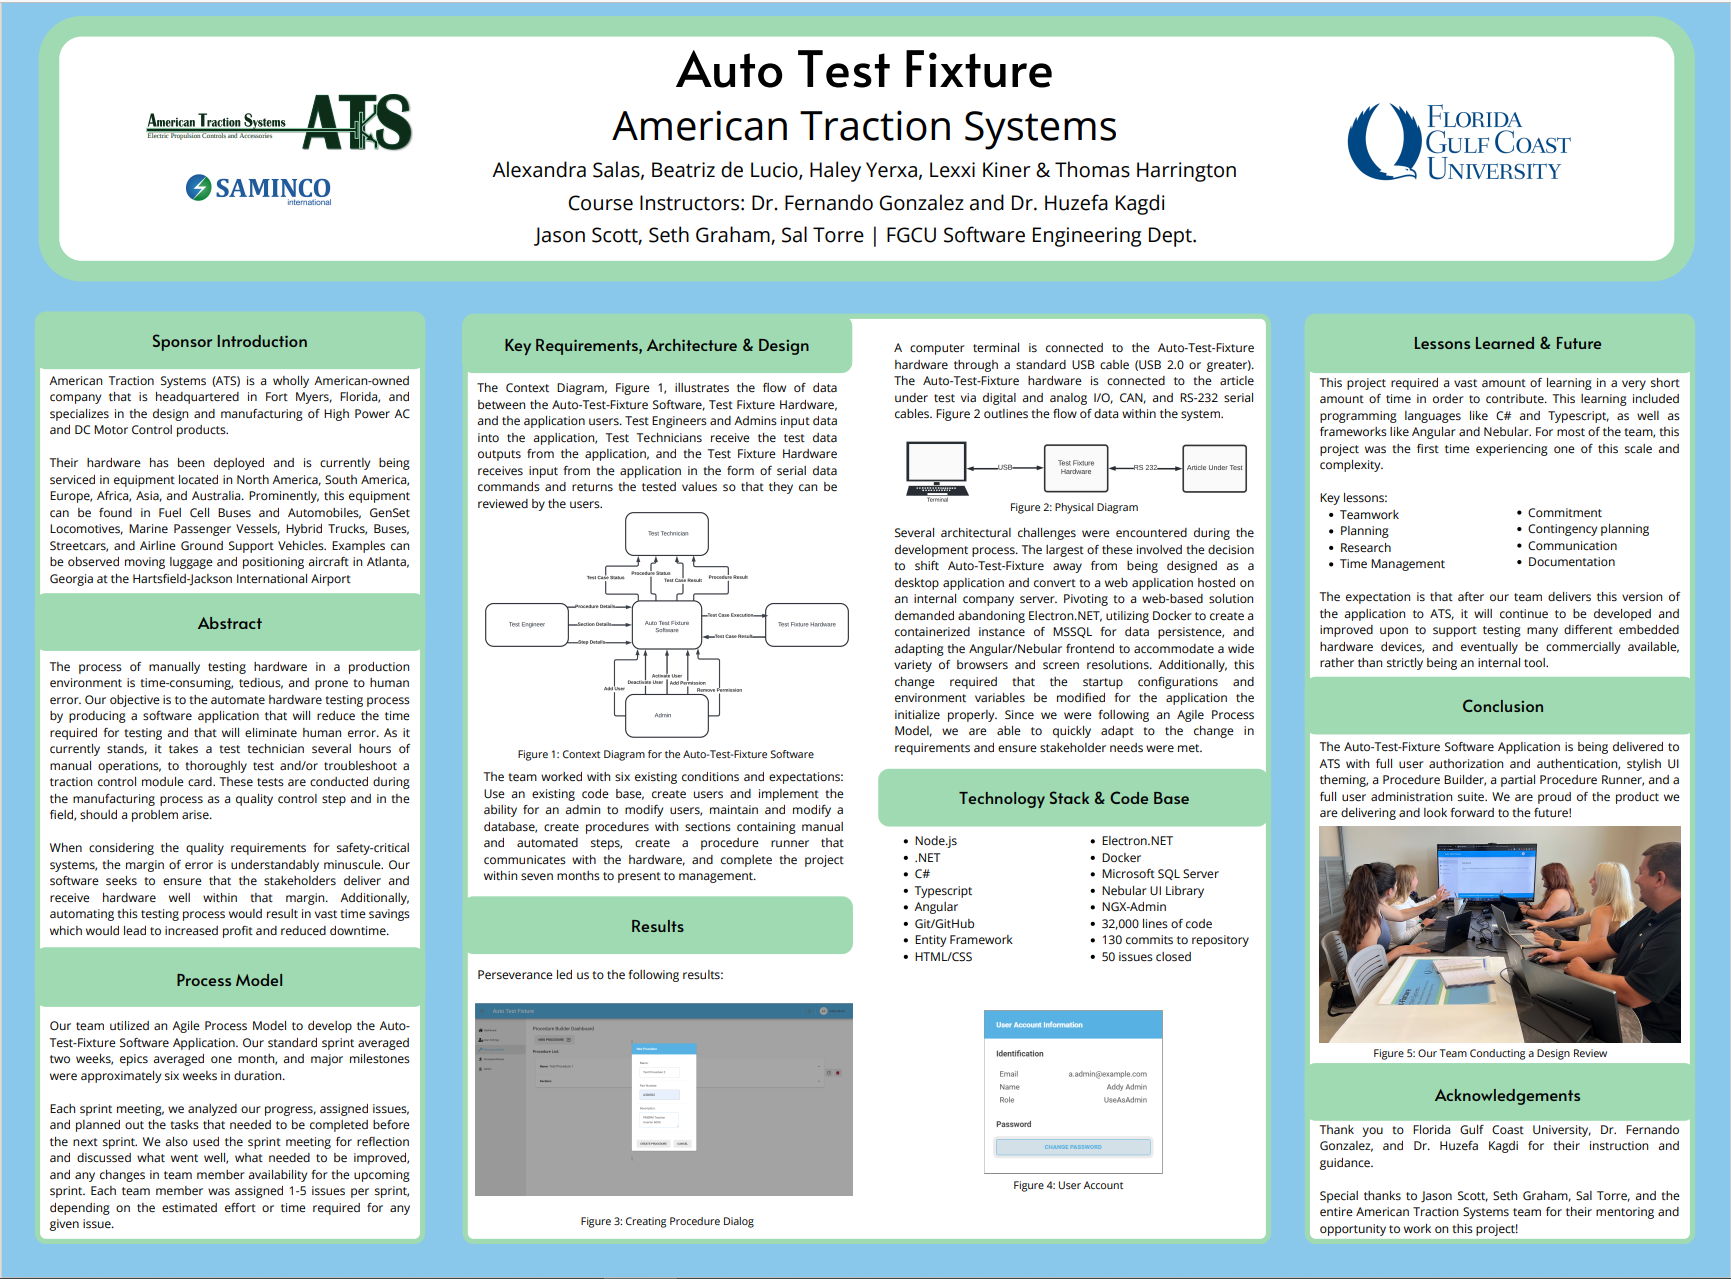 Auto Test Fixture
American Traction Systems
Alexandra Salas, Beatriz de Lucio, Haley Yerxa, Lexxi Kiner & Thomas Harrington
Course Instructors: Dr. Fernando Gonzalez and Dr. Huzefa Kagdi
Jason Scott, Seth Graham, Sal Torre | FGCU Software Engineering Dept.
American Traction Systems
Electric Propulsion Controls and Accessories
ATS
SAMINCO
international
FLORIDA
GULF COAST
UNIVERSITY
Sponsor Introduction
American Traction Systems (ATS) is a wholly American-owned
company that is headquartered in Fort Myers, Florida, and
specializes in the design and manufacturing of High Power AC
and DC Motor Control products.
Their hardware has been deployed and is currently being
serviced in equipment located in North America, South America,
Europe, Africa, Asia, and Australia. Prominently, this equipment
can be found in Fuel Cell Buses and Automobiles, GenSet
Locomotives, Marine Passenger Vessels, Hybrid Trucks, Buses,
Streetcars, and Airline Ground Support Vehicles. Examples can
be observed moving luggage and positioning aircraft in Atlanta,
Georgia at the Hartsfield-Jackson International Airport
Abstract
The process of manually testing hardware in a production
environment is time-consuming, tedious, and prone to human
error. Our objective is to the automate hardware testing process
by producing a software application that will reduce the time
required for testing and that will eliminate human error. As it
currently stands, it takes a test technician several hours of
manual operations, to thoroughly test and/or troubleshoot a
traction control module card. These tests are conducted during
the manufacturing process as a quality control step and in the
field, should a problem arise.
When considering the quality requirements for safety-critical
systems, the margin of error is understandably minuscule. Our
software seeks to ensure that the stakeholders deliver and
receive hardware well within that margin. Additionally,
automating this testing process would result in vast time savings
which would lead to increased profit and reduced downtime.
Process Model
Our team utilized an Agile Process Model to develop the Auto-
Test-Fixture Software Application. Our standard sprint averaged
two weeks, epics averaged one month, and major milestones
were approximately six weeks in duration.
Each sprint meeting, we analyzed our progress, assigned issues,
and planned out the tasks that needed to be completed before
the next sprint. We also used the sprint meeting for reflection
and discussed what went well, what needed to be improved,
and any changes in team member availability for the upcoming
sprint. Each team member was assigned 1-5 issues per sprint,
depending on the estimated effort or time required for any
given issue.
Key Requirements, Architecture & Design
The Context Diagram, Figure 1, illustrates the flow of data
between the Auto-Test-Fixture Software, Test Fixture Hardware,
and the application users. Test Engineers and Admins input data
into the application, Test Technicians receive the test data
outputs from the application, and the Test Fixture Hardware
receives input from the application in the form of serial data
commands and returns the tested values so that they can be
reviewed by the users.
Test Technician
Test Case Status
Procedure Status
Test Case Result
Procedure Result
Test Engineer
Procedure Details
Section Details
Step Details
Auto Test Fixture
Software
Test Case Execution
Test Case Result
Test Fixture Hardware
Add User
Deactivate User
Activate User
Add Permission
Remove Permission
Admin
Figure 1: Context Diagram for the Auto-Test-Fixture Software
The team worked with six existing conditions and expectations:
Use an existing code base, create users and implement the
ability for an admin to modify users, maintain and modify a
database, create procedures with sections containing manual
and automated steps, create a procedure runner that
communicates with the hardware, and complete the project
within seven months to present to management.
Results
Perseverance led us to the following results:
Auto Test Fixture
Procedure Builder Dashboard
NEW PROCEDURE
Procedure List
Name
Part Number
Description
CREATE PROCEDURE
CANCEL
Figure 3: Creating Procedure Dialog
A computer terminal is connected to the Auto-Test-Fixture
hardware through a standard USB cable (USB 2.0 or greater).
The Auto-Test-Fixture hardware is connected to the article
under test via digital and analog I/O, CAN, and RS-232 serial
cables. Figure 2 outlines the flow of data within the system.
Terminal
USB
Test Fixture
Hardware
RS 232
Article Under Test
Figure 2: Physical Diagram
Several architectural challenges were encountered during the
development process. The largest of these involved the decision
to shift Auto-Test-Fixture away from being designed as a
desktop application and convert to a web application hosted on
an internal company server. Pivoting to a web-based solution
demanded abandoning Electron.NET, utilizing Docker to create a
containerized instance of MSSQL for data persistence, and
adapting the Angular/Nebular frontend to accommodate a wide
variety of browsers and screen resolutions. Additionally, this
change required that the startup configurations and
environment variables be modified for the application the
initialize properly. Since we were following an Agile Process
Model, we are able to quickly adapt to the change in
requirements and ensure stakeholder needs were met.
Technology Stack & Code Base
• Node.js
• .NET
• C#
• Typescript
• Angular
• Git/GitHub
• Entity Framework
• HTML/CSS
• Electron.NET
• Docker
• Microsoft SQL Server
• Nebular UI Library
• NGX-Admin
• 32,000 lines of code
• 130 commits to repository
• 50 issues closed
User Account Information
Identification
Email a.admin@example.com
Name Addy Admin
Role UseAsAdmin
Password
CHANGE PASSWORD
Figure 4: User Account
Lessons Learned & Future
This project required a vast amount of learning in a very short
amount of time in order to contribute. This learning included
programming languages like C# and Typescript, as well as
frameworks like Angular and Nebular. For most of the team, this
project was the first time experiencing one of this scale and
complexity.
Key lessons:
• Teamwork
• Planning
• Research
• Time Management
• Commitment
• Contingency planning
• Communication
• Documentation
The expectation is that after our team delivers this version of
the application to ATS, it will continue to be developed and
improved upon to support testing many different embedded
hardware devices, and eventually be commercially available,
rather than strictly being an internal tool.
Conclusion
The Auto-Test-Fixture Software Application is being delivered to
ATS with full user authorization and authentication, stylish UI
theming, a Procedure Builder, a partial Procedure Runner, and a
full user administration suite. We are proud of the product we
are delivering and look forward to the future!
Figure 5: Our Team Conducting a Design Review
Acknowledgements
Thank you to Florida Gulf Coast University, Dr. Fernando
Gonzalez, and Dr. Huzefa Kagdi for their instruction and
guidance.
Special thanks to Jason Scott, Seth Graham, Sal Torre, and the
entire American Traction Systems team for their mentoring and
opportunity to work on this project!